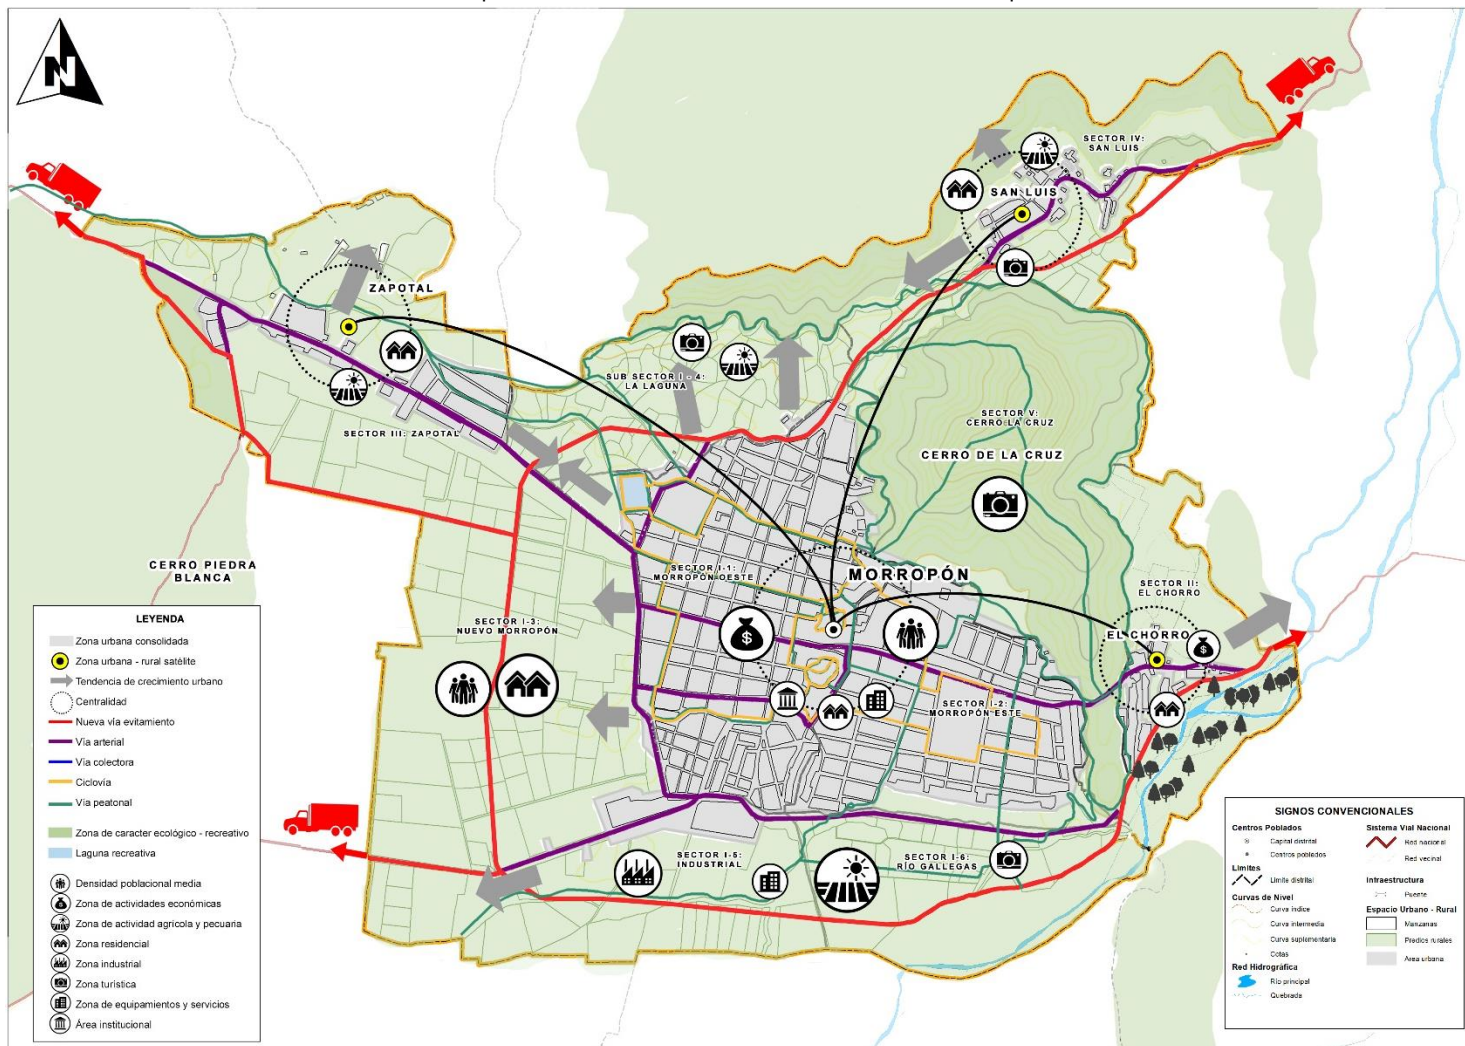 N
SECTOR IV:
SAN LUIS
SAN LUIS
ZAPOTAL
SUB SECTOR I - 4:
LA LAGUNA
SECTOR III: ZAPOTAL
SECTOR V:
CERRO LA CRUZ
CERRO DE LA CRUZ
CERRO PIEDRA
BLANCA
SECTOR I-1:
MORROPÓN OESTE
MORROPÓN
SECTOR II:
EL CHORRO
EL CHORRO
SECTOR I-3:
NUEVO MORROPÓN
SECTOR I-2:
MORROPÓN ESTE
SECTOR I-5:
INDUSTRIAL
SECTOR I-6:
RÍO GALLEGAS
LEYENDA
Zona urbana consolidada
Zona urbana - rural satélite
Tendencia de crecimiento urbano
Centralidad
Nueva vía evitamiento
Vía arterial
Vía colectora
Ciclovía
Vía peatonal
Zona de caracter ecológico - recreativo
Laguna recreativa
Densidad poblacional media
Zona de actividades económicas
Zona de actividad agrícola y pecuaria
Zona residencial
Zona industrial
Zona turística
Zona de equipamientos y servicios
Área institucional
SIGNOS CONVENCIONALES
Centros Poblados
Capital distrital
Centros poblados
Límites
Límite distrital
Curvas de Nivel
Curva índice
Curva intermedia
Curva suplementaria
Cotas
Red Hidrográfica
Río principal
Quebrada
Sistema Vial Nacional
Red nacional
Red vecinal
Infraestructura
Puente
Espacio Urbano - Rural
Manzanas
Predios rurales
Área urbana